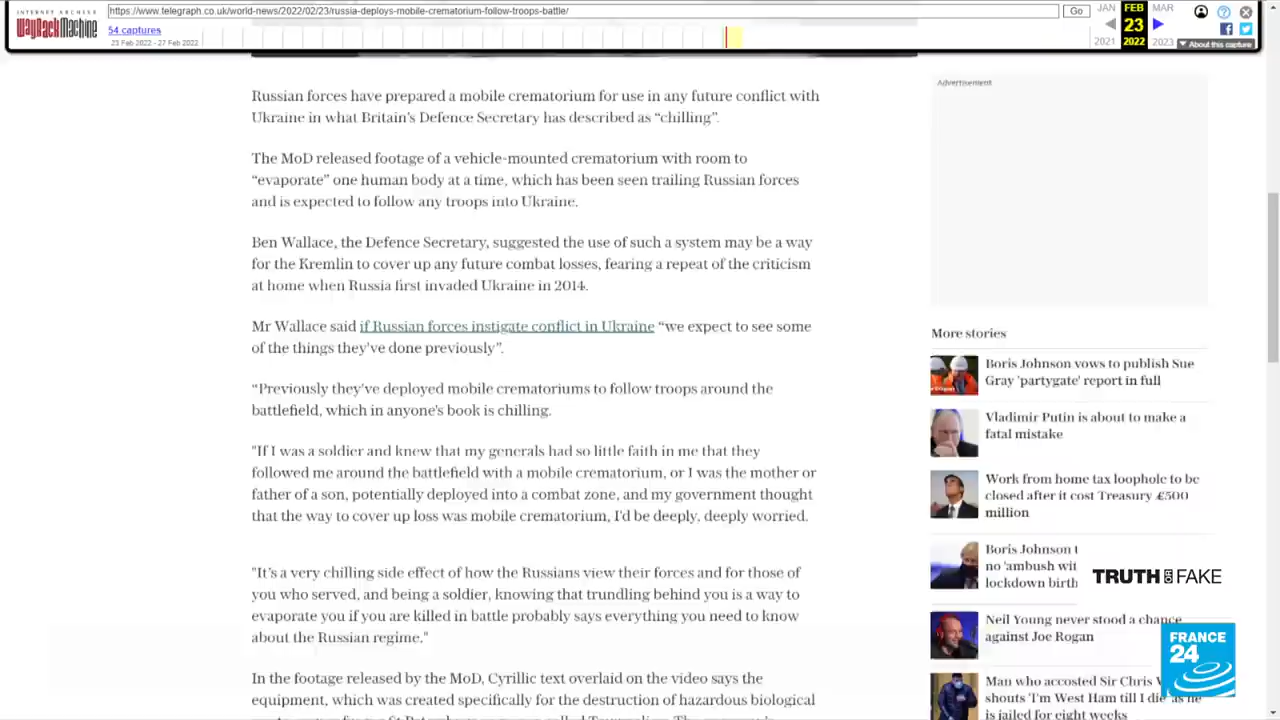 INTERNET ARCHIVE
WayBackMachine
https://www.telegraph.co.uk/world-news/2022/02/23/russia-deploys-mobile-crematorium-follow-troops-battle/
Go
JAN FEB MAR
54 captures
23
23 Feb 2022 - 27 Feb 2022
2021 2022 2023
About this capture
Russian forces have prepared a mobile crematorium for use in any future conflict with
Ukraine in what Britain's Defence Secretary has described as “chilling”.
The MoD released footage of a vehicle-mounted crematorium with room to
“evaporate” one human body at a time, which has been seen trailing Russian forces
and is expected to follow any troops into Ukraine.
Ben Wallace, the Defence Secretary, suggested the use of such a system may be a way
for the Kremlin to cover up any future combat losses, fearing a repeat of the criticism
at home when Russia first invaded Ukraine in 2014.
Mr Wallace said if Russian forces instigate conflict in Ukraine “we expect to see some
of the things they've done previously”.
“Previously they've deployed mobile crematoriums to follow troops around the
battlefield, which in anyone's book is chilling.
"If I was a soldier and knew that my generals had so little faith in me that they
followed me around the battlefield with a mobile crematorium, or I was the mother or
father of a son, potentially deployed into a combat zone, and my government thought
that the way to cover up loss was mobile crematorium, I'd be deeply, deeply worried.
"It's a very chilling side effect of how the Russians view their forces and for those of
you who served, and being a soldier, knowing that trundling behind you is a way to
evaporate you if you are killed in battle probably says everything you need to know
about the Russian regime."
In the footage released by the MoD, Cyrillic text overlaid on the video says the
equipment, which was created specifically for the destruction of hazardous biological
Advertisement
More stories
Boris Johnson vows to publish Sue
Gray 'partygate' report in full
Vladimir Putin is about to make a
fatal mistake
Work from home tax loophole to be
closed after it cost Treasury £500
million
Boris Johnson
no 'ambush
lockdown birth
TRUTH OR FAKE
Neil Young never stood a chance
against Joe Rogan
FRANCE
24
Man who accosted Sir Chris
shouts 'I'm West Ham till I die' as he
is jailed for eight weeks